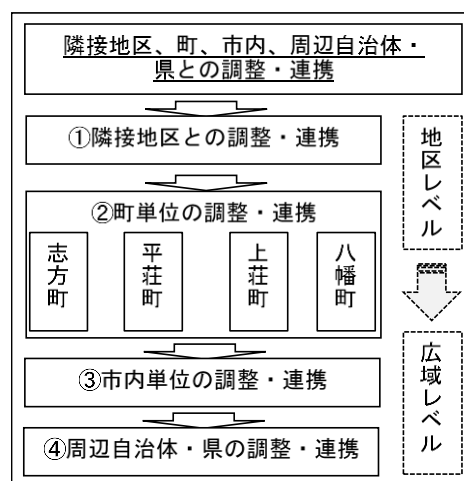 隣接地区、町、市内、周辺自治体・
県との調整・連携
①隣接地区との調整・連携
②町単位の調整・連携
志方町
平荘町
上荘町
八幡町
③市内単位の調整・連携
④周辺自治体・県の調整・連携
地区レベル
広域レベル